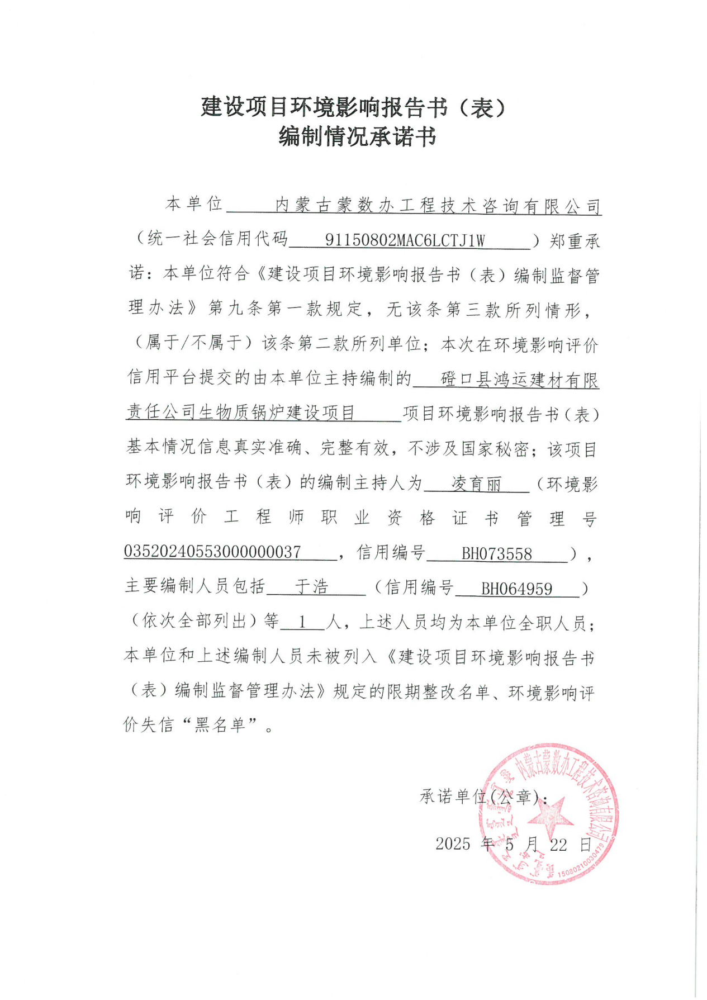 建设项目环境影响报告书（表）
编制情况承诺书
本单位 内蒙古蒙数办工程技术咨询有限公司
（统一社会信用代码 91150802MAC6LCTJ1W ）郑重承
诺：本单位符合《建设项目环境影响报告书（表）编制监督管
理办法》第九条第一款规定，无该条第三款所列情形，
（属于/不属于）该条第二款所列单位；本次在环境影响评价
信用平台提交的由本单位主持编制的 磴口县鸿运建材有限
责任公司生物质锅炉建设项目 项目环境影响报告书（表）
基本情况信息真实准确、完整有效，不涉及国家秘密；该项目
环境影响报告书（表）的编制主持人为 凌育丽 （环境影
响评价工程师职业资格证书管理号
03520240553000000037 ，信用编号 BH073558 ），
主要编制人员包括 于浩 （信用编号 BH064959 ）
（依次全部列出）等 1 人，上述人员均为本单位全职人员；
本单位和上述编制人员未被列入《建设项目环境影响报告书
（表）编制监督管理办法》规定的限期整改名单、环境影响评
价失信“黑名单”。
承诺单位(公章)：
2025 年 5 月 22 日
内蒙古蒙数办工程技术咨询有限公司
15080210030479